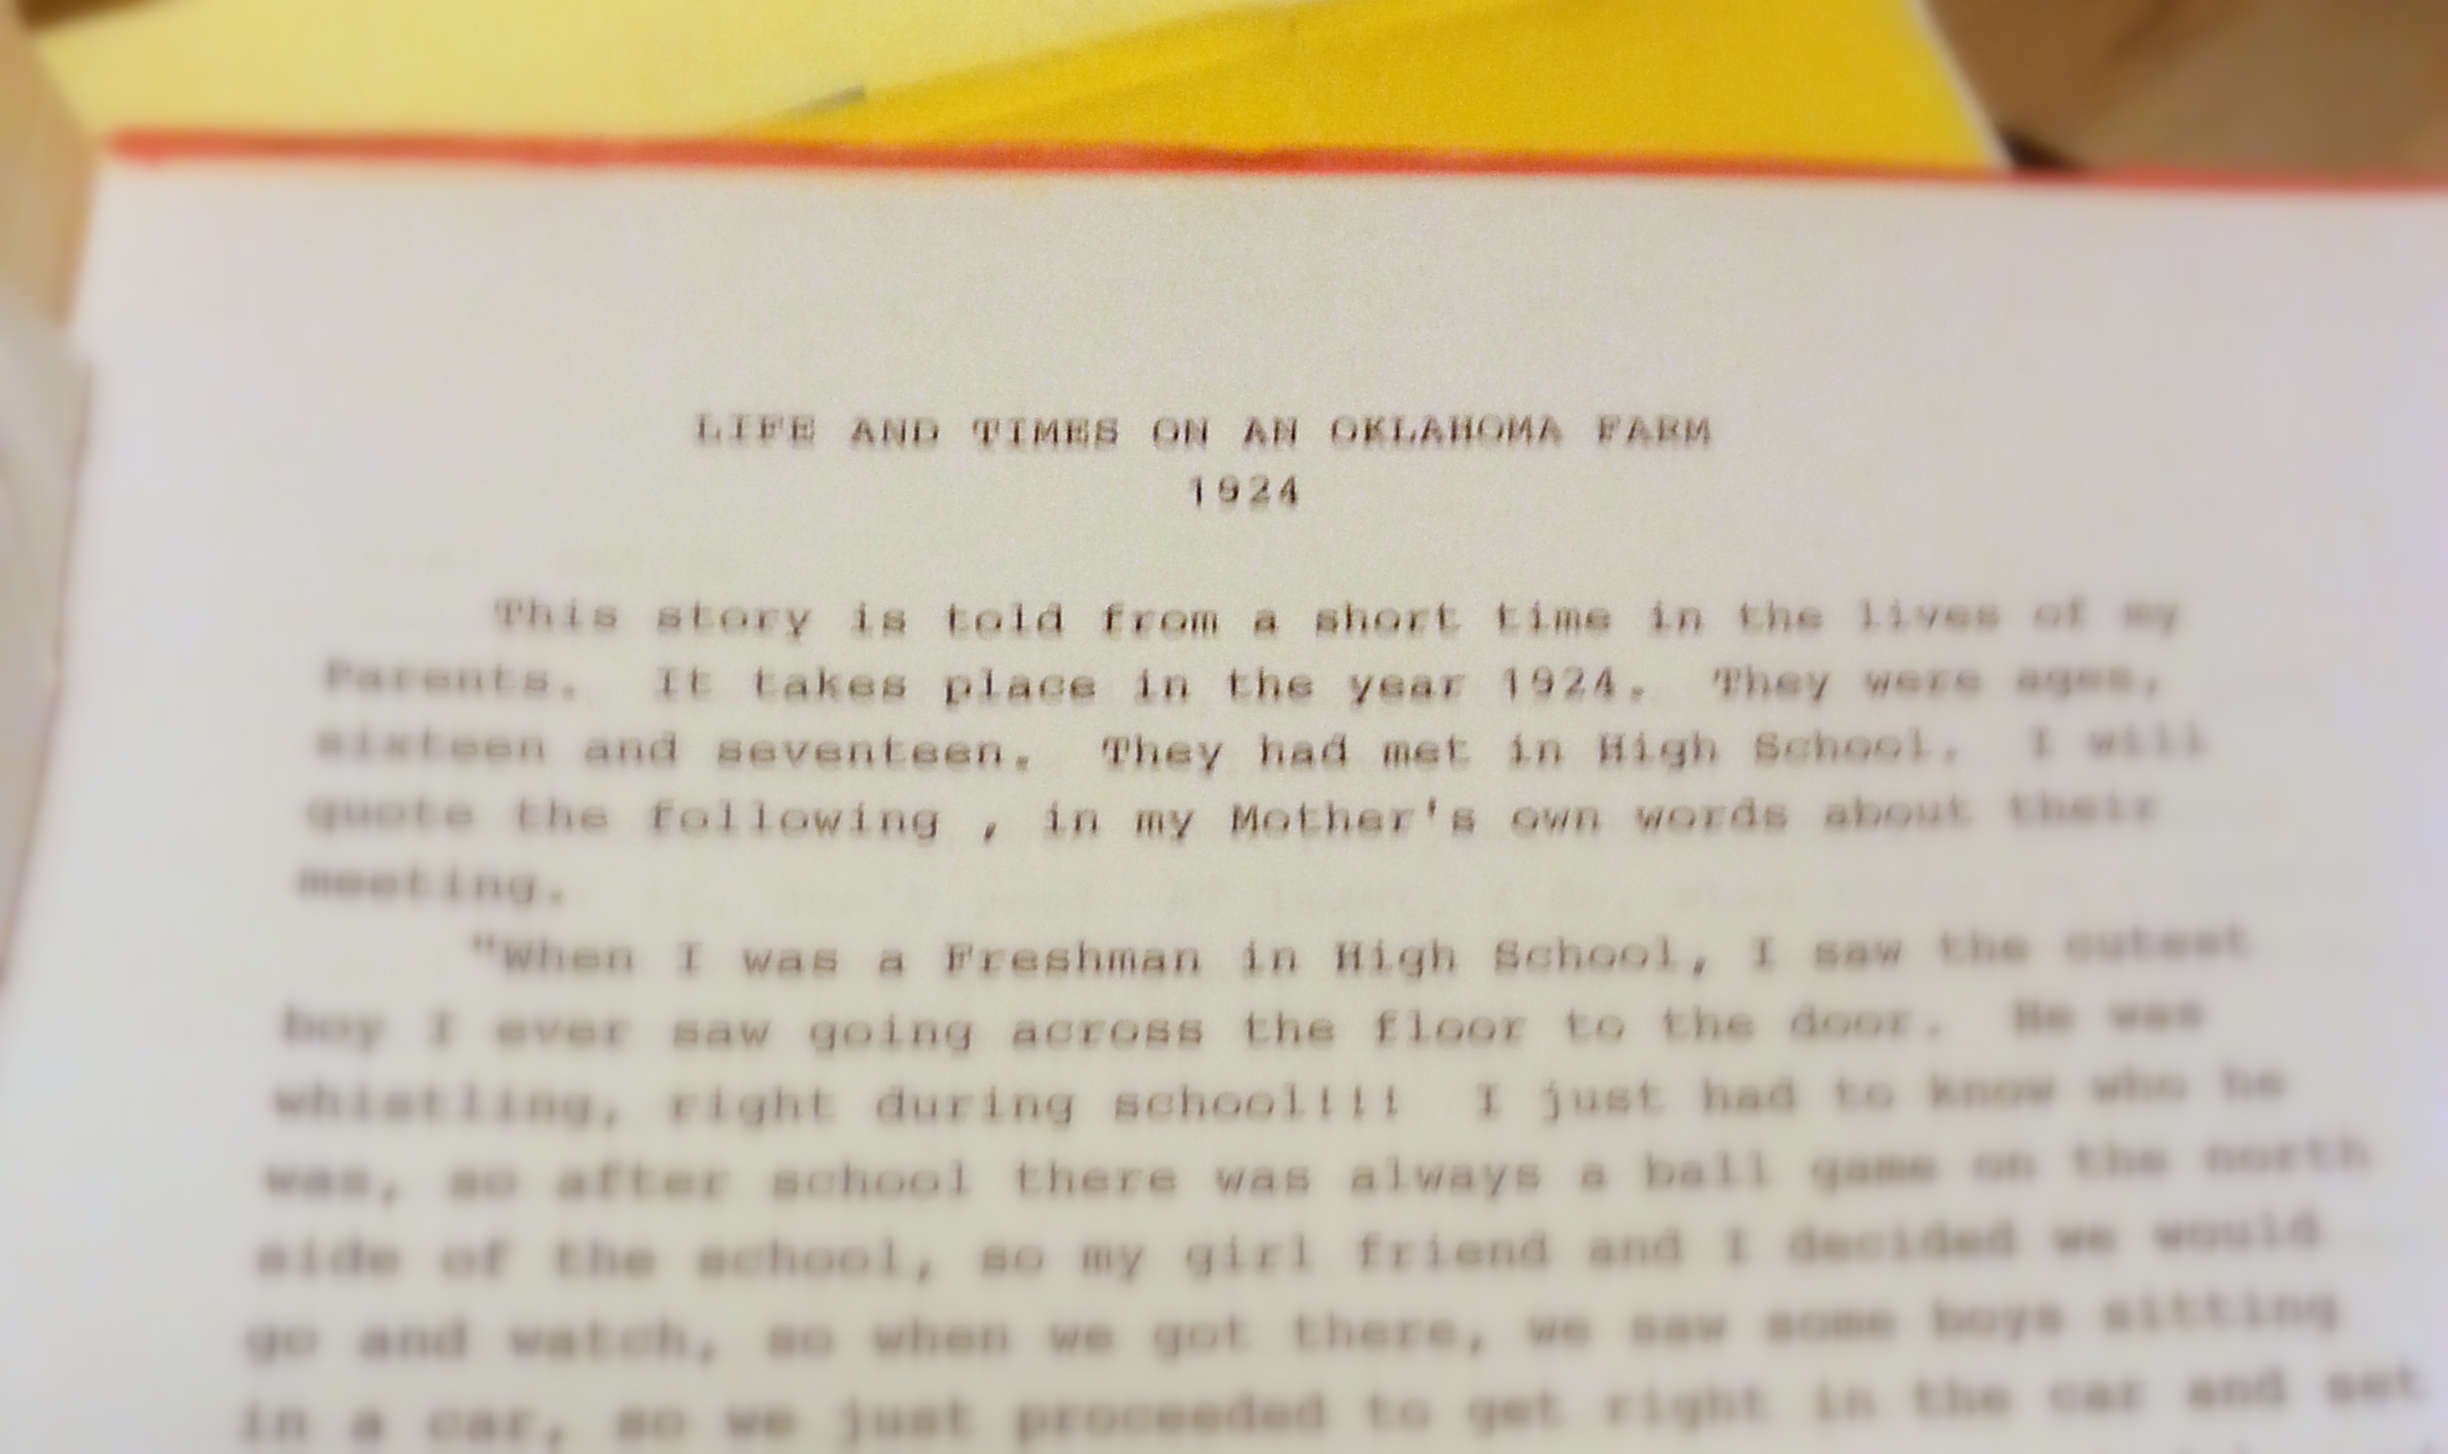 LIFE AND TIMES ON AN OKLAHOMA FARM
1924
This story is told from a short time in the lives of my
Parents.  It takes place in the year 1924.  They were ages,
sixteen and seventeen.  They had met in High School.  I will
quote the following , in my Mother's own words about their
meeting.
"When I was a Freshman in High School, I saw the cutest
boy I ever saw going across the floor to the door.  He was
whistling, right during school!!!  I just had to know who he
was, so after school there was always a ball game on the north
side of the school, so my girl friend and I decided we would
go and watch, so when we got there, we saw some boys sitting
in a car, so we just proceeded to get right in the car and set